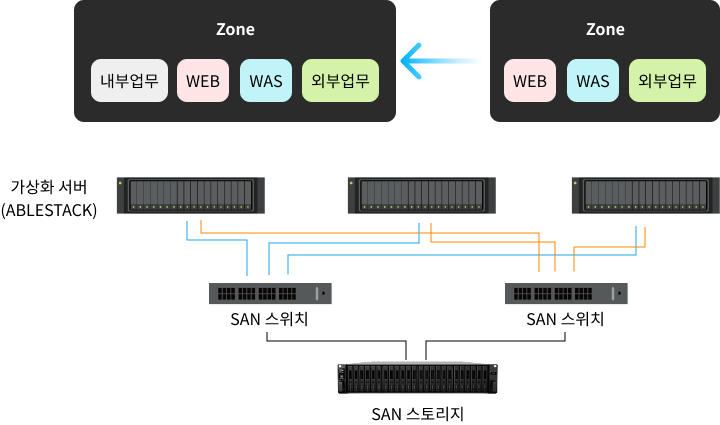 Zone
내부업무 WEB WAS 외부업무
Zone
WEB WAS 외부업무
가상화 서버
(ABLESTACK)
SAN 스위치
SAN 스위치
SAN 스토리지